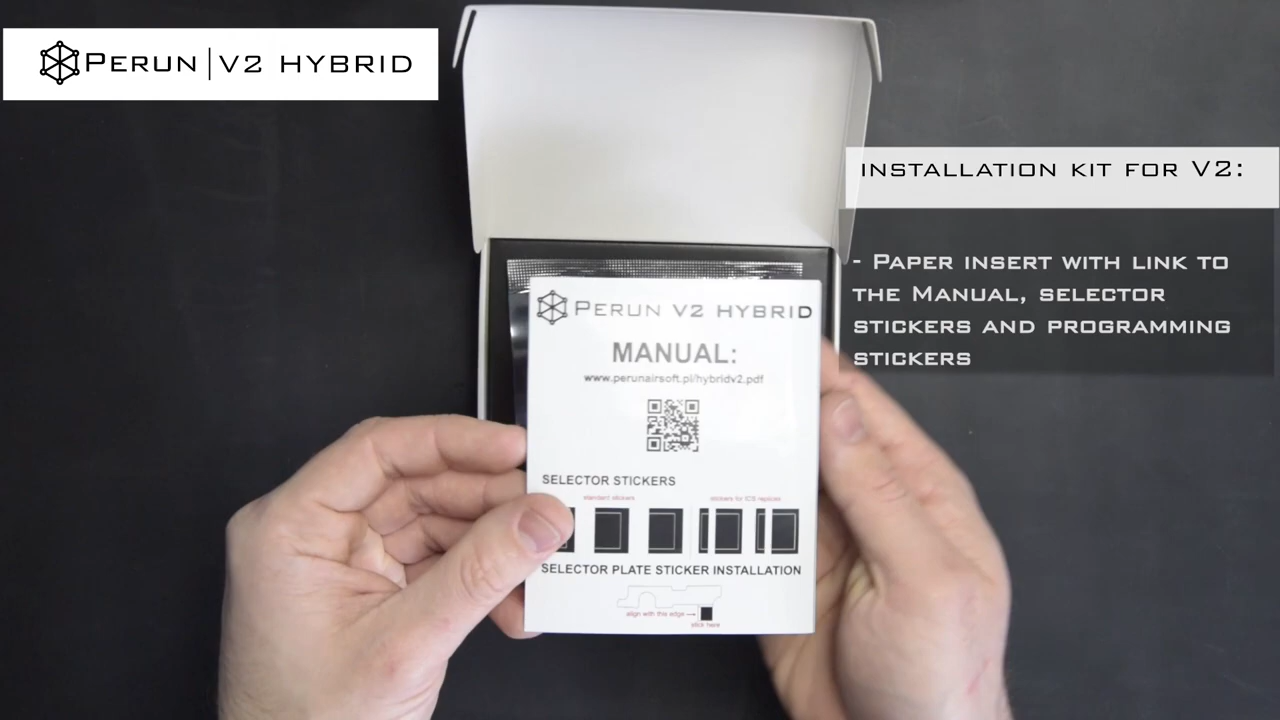 PERUN | V2 HYBRID
INSTALLATION KIT FOR V2:
- PAPER INSERT WITH LINK TO
THE MANUAL, SELECTOR
STICKERS AND PROGRAMMING
STICKERS
PERUN V2 HYBRID
MANUAL:
www.perunairsoft.pl/hybridv2.pdf
SELECTOR STICKERS
standard stickers
stickers for ICS replicas
SELECTOR PLATE STICKER INSTALLATION
align with this edge →
stick here